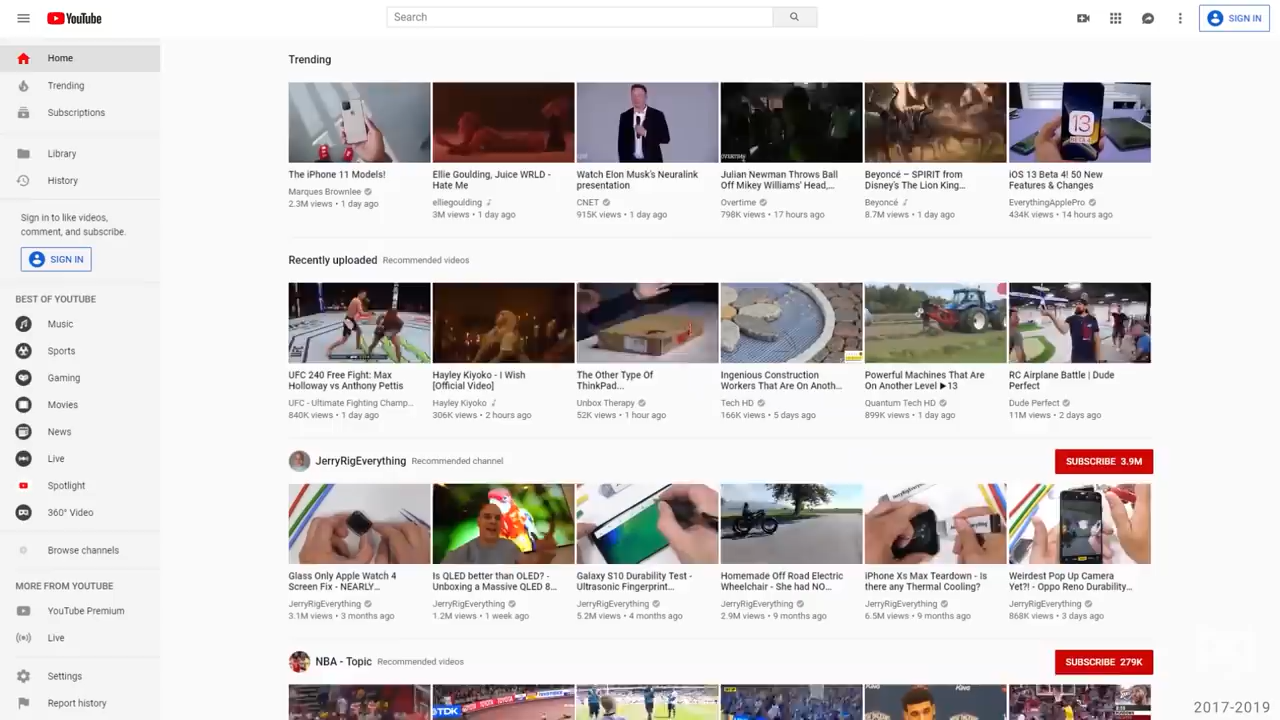 YouTube
Search
SIGN IN
Home
Trending
Subscriptions
Library
History
Sign in to like videos,
comment, and subscribe.
SIGN IN
BEST OF YOUTUBE
Music
Sports
Gaming
Movies
News
Live
Spotlight
360° Video
Browse channels
MORE FROM YOUTUBE
YouTube Premium
Live
Settings
Report history
Trending
The iPhone 11 Models!
Marques Brownlee
2.3M views • 1 day ago
Ellie Goulding, Juice WRLD -
Hate Me
elliegoulding
3M views • 1 day ago
Watch Elon Musk's Neuralink
presentation
CNET
915K views • 1 day ago
OVERTIME
Julian Newman Throws Ball
Off Mikey Williams' Head,...
Overtime
798K views • 17 hours ago
Beyoncé – SPIRIT from
Disney's The Lion King...
Beyoncé
8.7M views • 1 day ago
13
iOS 13 Beta 4! 50 New
Features & Changes
EverythingApplePro
434K views • 14 hours ago
Recently uploaded Recommended videos
UFC 240 Free Fight: Max
Holloway vs Anthony Pettis
UFC - Ultimate Fighting Champ...
840K views • 1 day ago
Hayley Kiyoko - I Wish
[Official Video]
Hayley Kiyoko
306K views • 2 hours ago
The Other Type Of
ThinkPad...
Unbox Therapy
52K views • 1 hour ago
Ingenious Construction
Workers That Are On Anoth...
Tech HD
166K views • 5 days ago
Powerful Machines That Are
On Another Level ▶13
Quantum Tech HD
899K views • 1 day ago
RC Airplane Battle | Dude
Perfect
Dude Perfect
11M views • 2 days ago
JerryRigEverything Recommended channel
SUBSCRIBE 3.9M
Glass Only Apple Watch 4
Screen Fix - NEARLY...
JerryRigEverything
3.1M views • 3 months ago
Is QLED better than OLED? -
Unboxing a Massive QLED 8...
JerryRigEverything
1.2M views • 1 week ago
Galaxy S10 Durability Test -
Ultrasonic Fingerprint...
JerryRigEverything
5.2M views • 4 months ago
Homemade Off Road Electric
Wheelchair - She had NO...
JerryRigEverything
2.9M views • 9 months ago
iPhone Xs Max Teardown - Is
there any Thermal Cooling?
JerryRigEverything
6.5M views • 9 months ago
Weirdest Pop Up Camera
Yet?! - Oppo Reno Durability...
JerryRigEverything
868K views • 3 days ago
NBA - Topic Recommended videos
SUBSCRIBE 279K
TDK
2017-2019